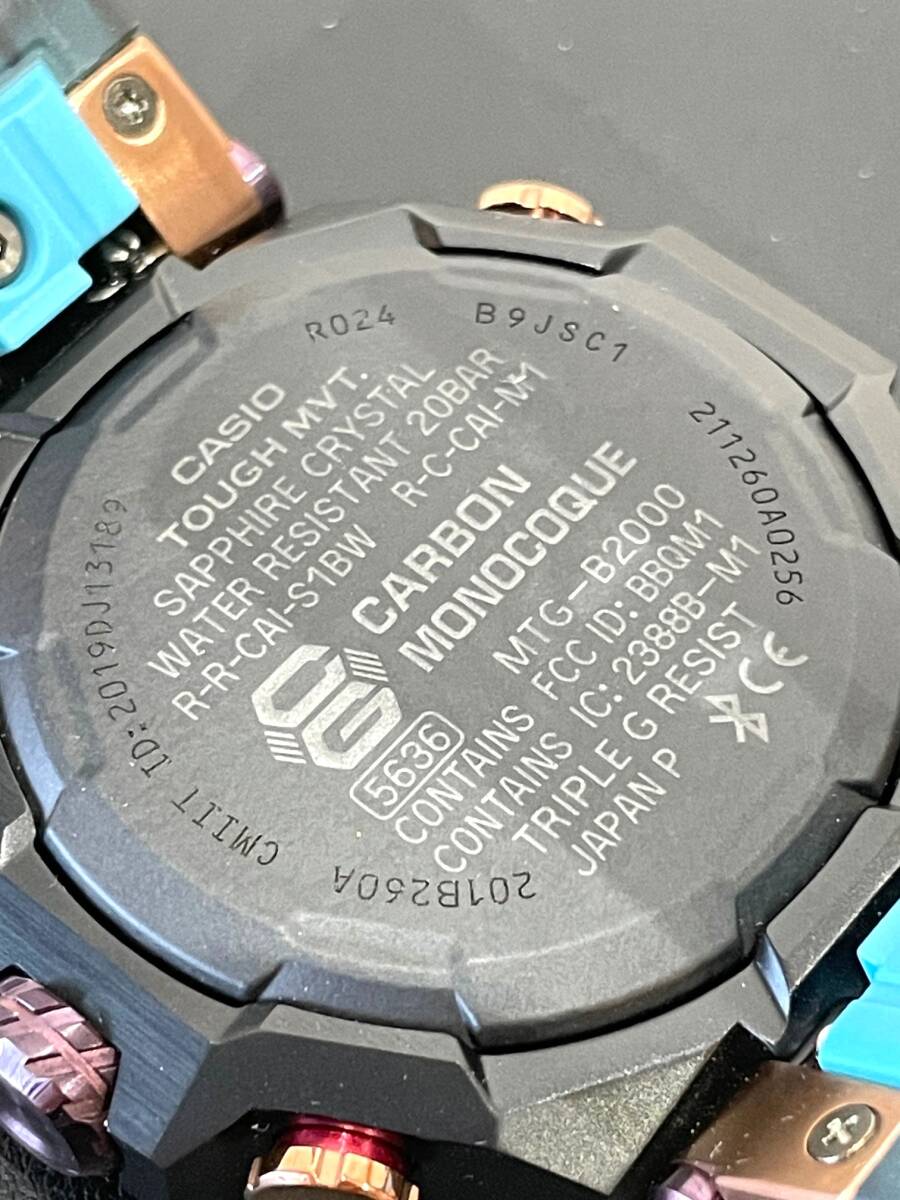 R024
B9JSC1
211260A0256
CASIO
TOUGH MVT.
SAPPHIRE CRYSTAL
WATER RESISTANT 20BAR
R-R-CAI-S1BW R-C-CAI-M1
CARBON
MONOCOQUE
G
5636
MTG-B2000
CONTAINS FCC ID: BBQM1
CONTAINS IC: 2388B-M1
TRIPLE G RESIST
JAPAN P
CE
201B260A
CMIIT ID:2019DJ13189